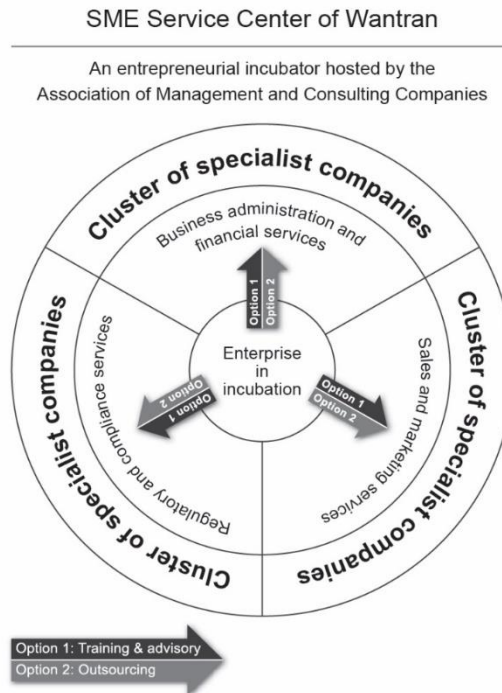 SME Service Center of Wantran
An entrepreneurial incubator hosted by the
Association of Management and Consulting Companies
Cluster of specialist companies
Business administration and
financial services
Option 1
Option 2
Cluster of specialist companies
Sales and marketing services
Option 1
Option 2
Cluster of specialist companies
Regulatory and compliance services
Option 2
Option 1
Enterprise
in
incubation
Option 1: Training & advisory
Option 2: Outsourcing